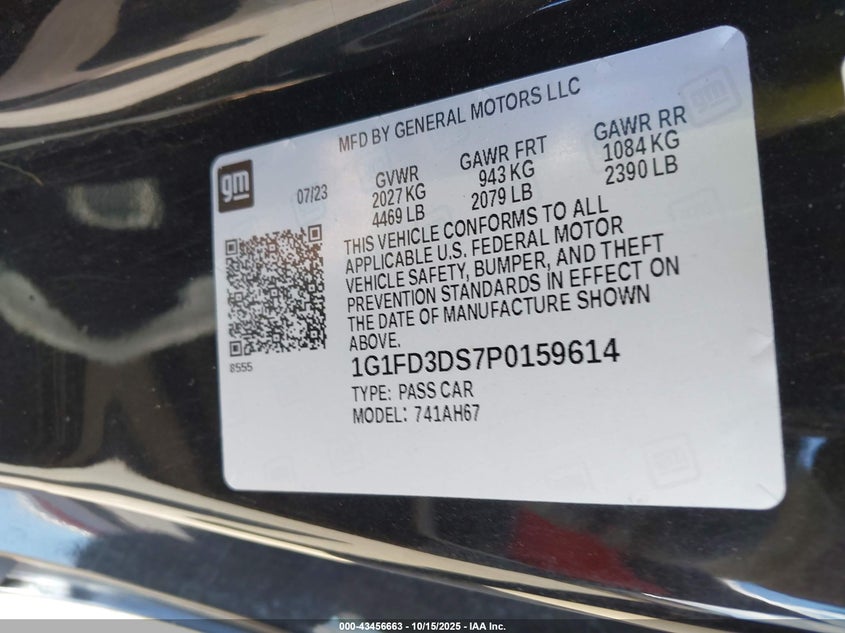 MFD BY GENERAL MOTORS LLC
gm
07/23
GVWR
2027 KG
4469 LB
GAWR FRT
943 KG
2079 LB
GAWR RR
1084 KG
2390 LB
THIS VEHICLE CONFORMS TO ALL
APPLICABLE U.S. FEDERAL MOTOR
VEHICLE SAFETY, BUMPER, AND THEFT
PREVENTION STANDARDS IN EFFECT ON
THE DATE OF MANUFACTURE SHOWN
ABOVE.
8555
1G1FD3DS7P0159614
TYPE: PASS CAR
MODEL: 741AH67
000-43456663 - 10/15/2025 - IAA Inc.